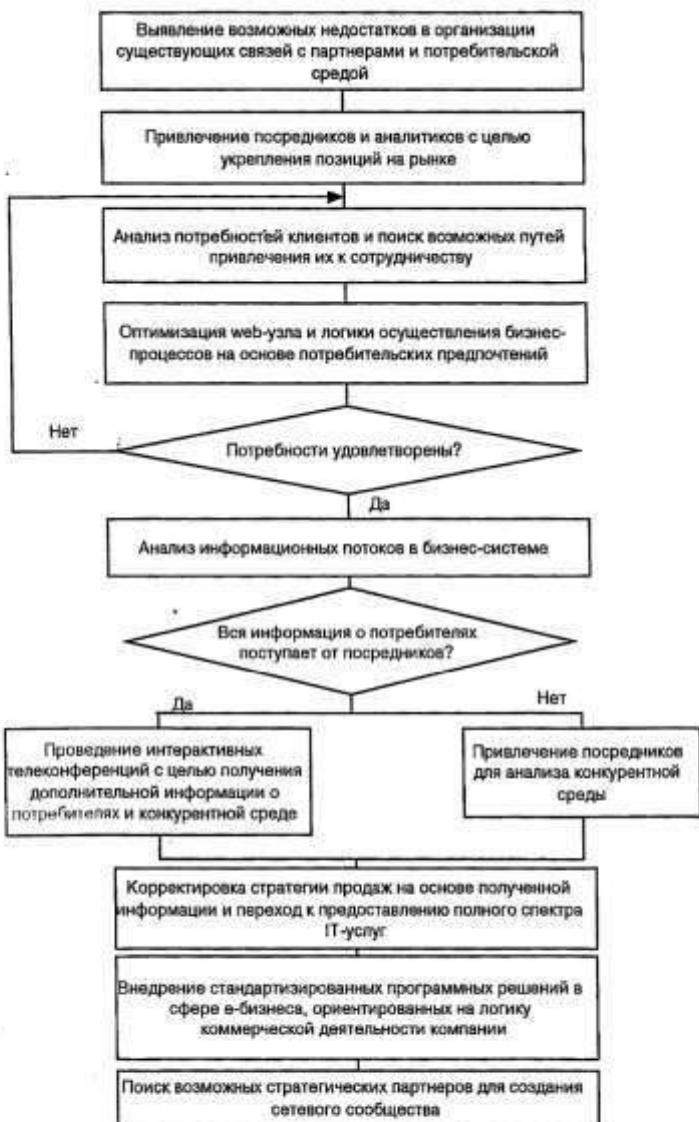 Выявление возможных недостатков в организации
существующих связей с партнерами и потребительской
средой
Привлечение посредников и аналитиков с целью
укрепления позиций на рынке
Анализ потребностей клиентов и поиск возможных путей
привлечения их к сотрудничеству
Оптимизация web-узла и логики осуществления бизнес-
процессов на основе потребительских предпочтений
Нет
Потребности удовлетворены?
Да
Анализ информационных потоков в бизнес-системе
Вся информация о потребителях
поступает от посредников?
Да
Нет
Проведение интерактивных
телеконференций с целью получения
дополнительной информации о
потребителях и конкурентной среде
Привлечение посредников
для анализа конкурентной
среды
Корректировка стратегии продаж на основе полученной
информации и переход к предоставлению полного спектра
IT-услуг
Внедрение стандартизированных программных решений в
сфере е-бизнеса, ориентированных на логику
коммерческой деятельности компании
Поиск возможных стратегических партнеров для создания
сетевого сообщества